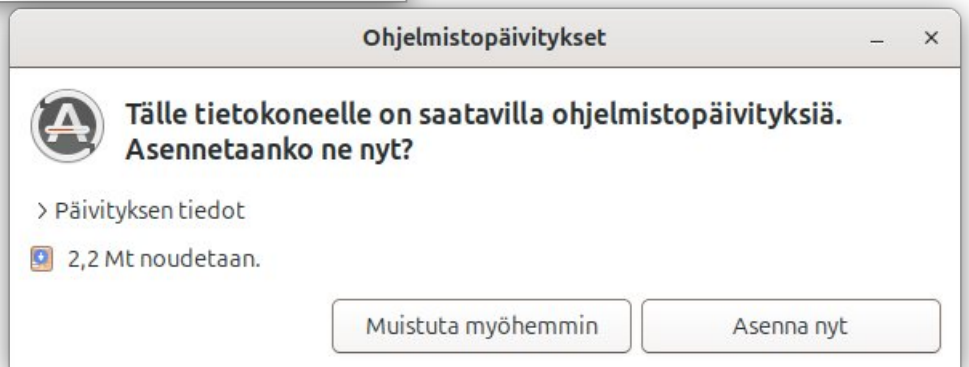 Ohjelmistopäivitykset
Tälle tietokoneelle on saatavilla ohjelmistopäivityksiä.
Asennetaanko ne nyt?
Päivityksen tiedot
2,2 Mt noudetaan.
Muistuta myöhemmin Asenna nyt